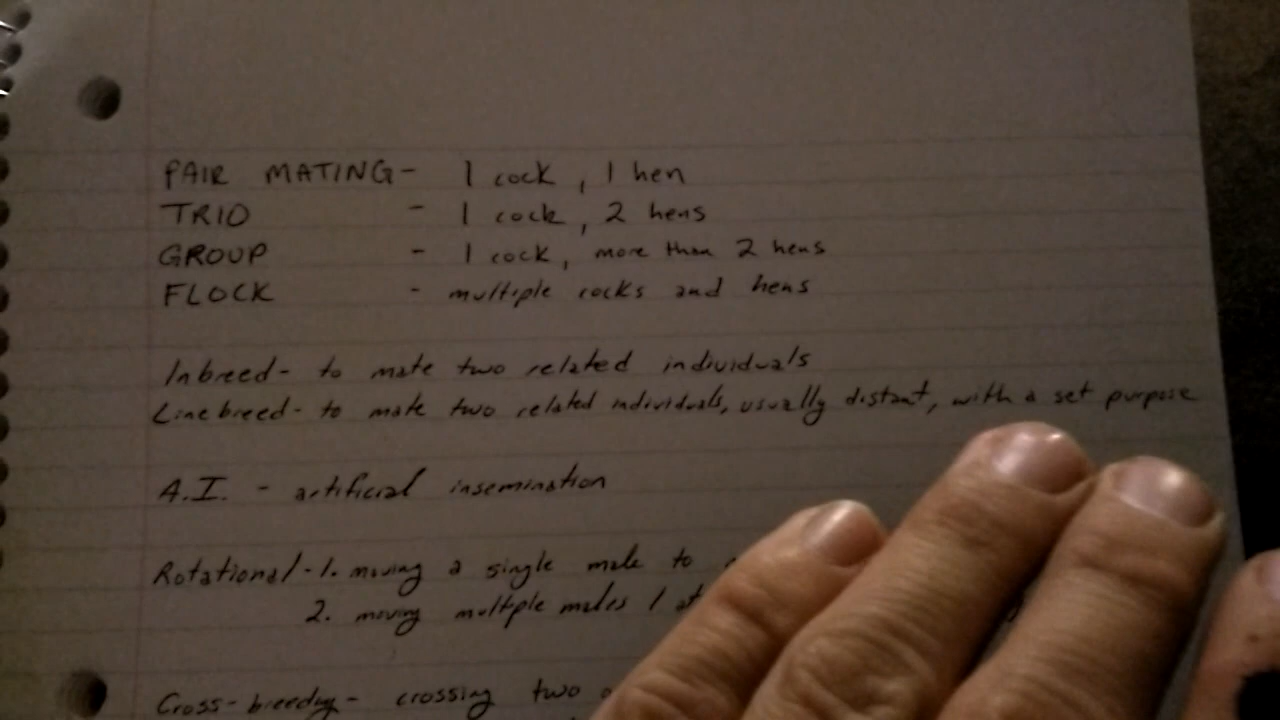 PAIR MATING - 1 cock, 1 hen
TRIO - 1 cock, 2 hens
GROUP - 1 cock, more than 2 hens
FLOCK - multiple cocks and hens
Inbreed - to mate two related individuals
Linebreed - to mate two related individuals, usually distant, with a set purpose
A.I. - artificial insemination
Rotational - 1. moving a single male to
2. moving multiple males 1 at
Cross-breeding - crossing two